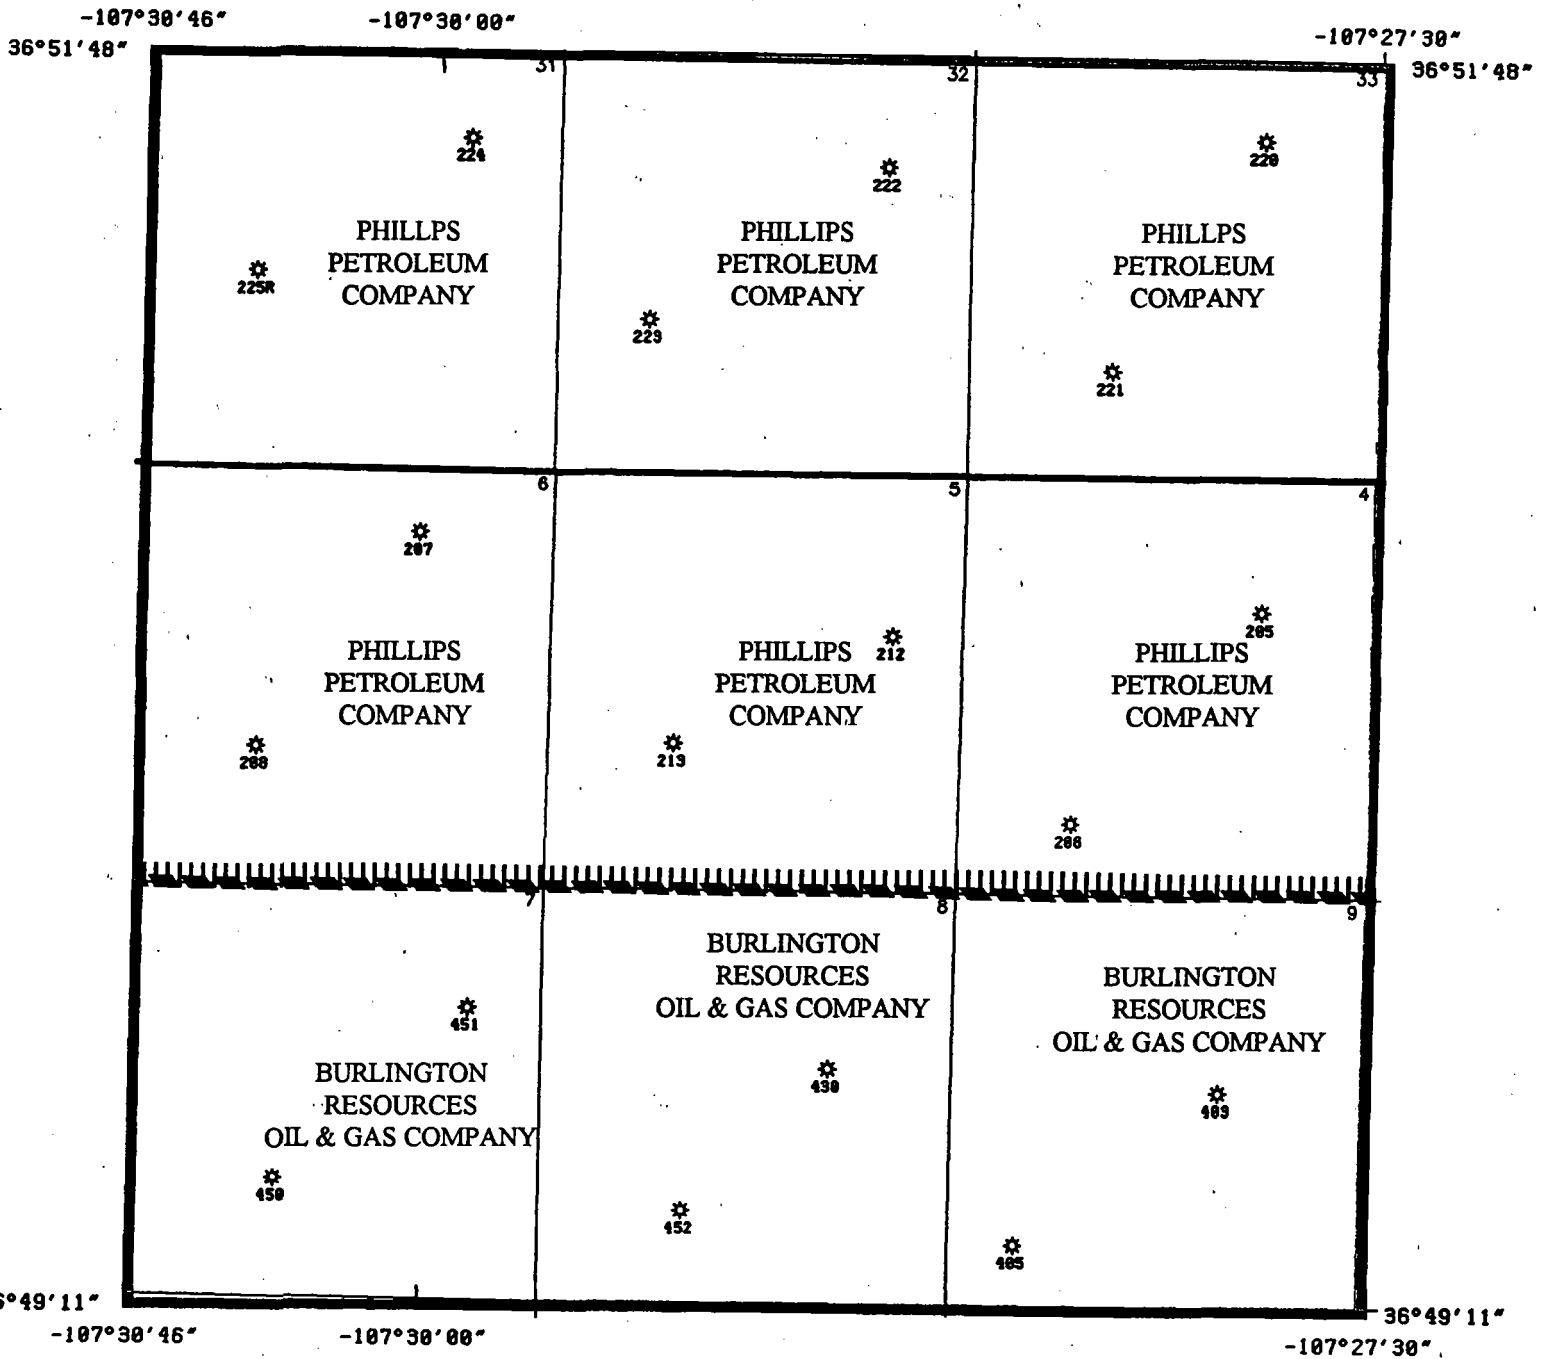 -107°30'46" -107°30'00"
-107°27'30"
36°51'48"
36°51'48"
31
32
33
224
222
220
PHILLPS
PETROLEUM
COMPANY
PHILLIPS
PETROLEUM
COMPANY
PHILLPS
PETROLEUM
COMPANY
225R
223
221
6
5
4
207
212
205
PHILLIPS
PETROLEUM
COMPANY
PHILLIPS
PETROLEUM
COMPANY
PHILLIPS
PETROLEUM
COMPANY
208
213
206
7
8
9
BURLINGTON
RESOURCES
OIL & GAS COMPANY
BURLINGTON
RESOURCES
OIL & GAS COMPANY
451
430
403
BURLINGTON
RESOURCES
OIL & GAS COMPANY
450
452
405
6°49'11"
36°49'11"
-107°30'46" -107°30'00"
-107°27'30"